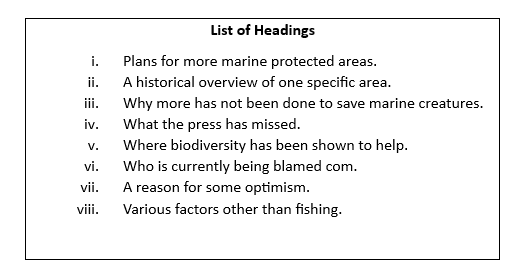 List of Headings
i. Plans for more marine protected areas.
ii. A historical overview of one specific area.
iii. Why more has not been done to save marine creatures.
iv. What the press has missed.
v. Where biodiversity has been shown to help.
vi. Who is currently being blamed com.
vii. A reason for some optimism.
viii. Various factors other than fishing.